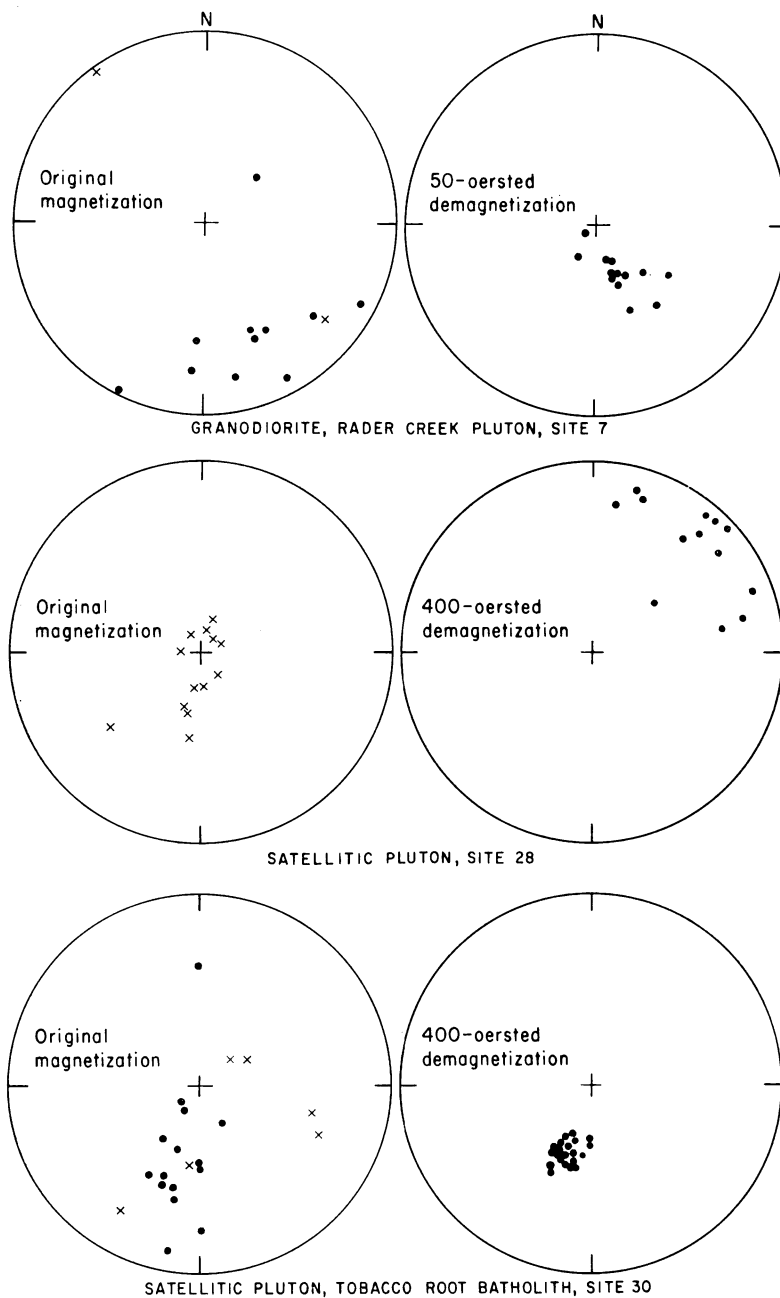 N
N
Original
magnetization
50-oersted
demagnetization
GRANODIORITE, RADER CREEK PLUTON, SITE 7
Original
magnetization
400-oersted
demagnetization
SATELLITIC PLUTON, SITE 28
Original
magnetization
400-oersted
demagnetization
SATELLITIC PLUTON, TOBACCO ROOT BATHOLITH, SITE 30